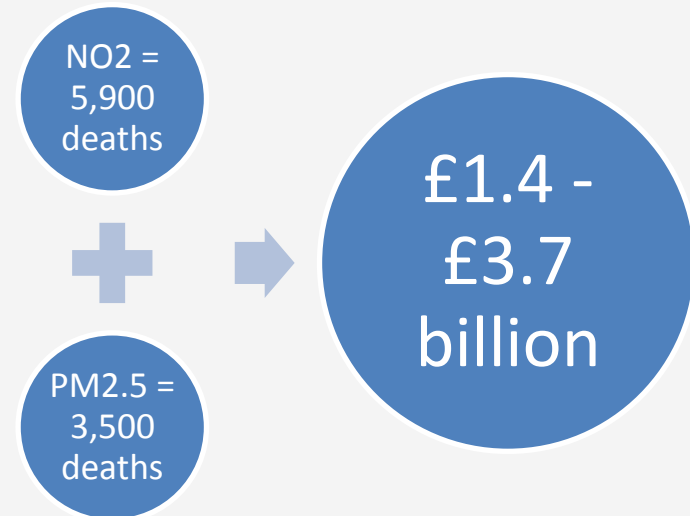 NO2 =
5,900
deaths
PM2.5 =
3,500
deaths
£1.4 -
£3.7
billion